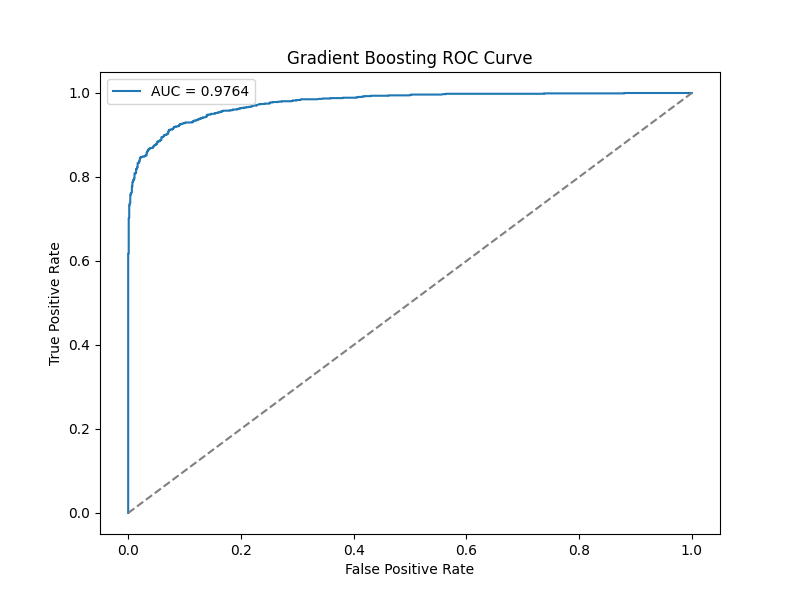 Gradient Boosting ROC Curve
AUC = 0.9764
True Positive Rate
1.0
0.8
0.6
0.4
0.2
0.0
0.0 0.2 0.4 0.6 0.8 1.0
False Positive Rate